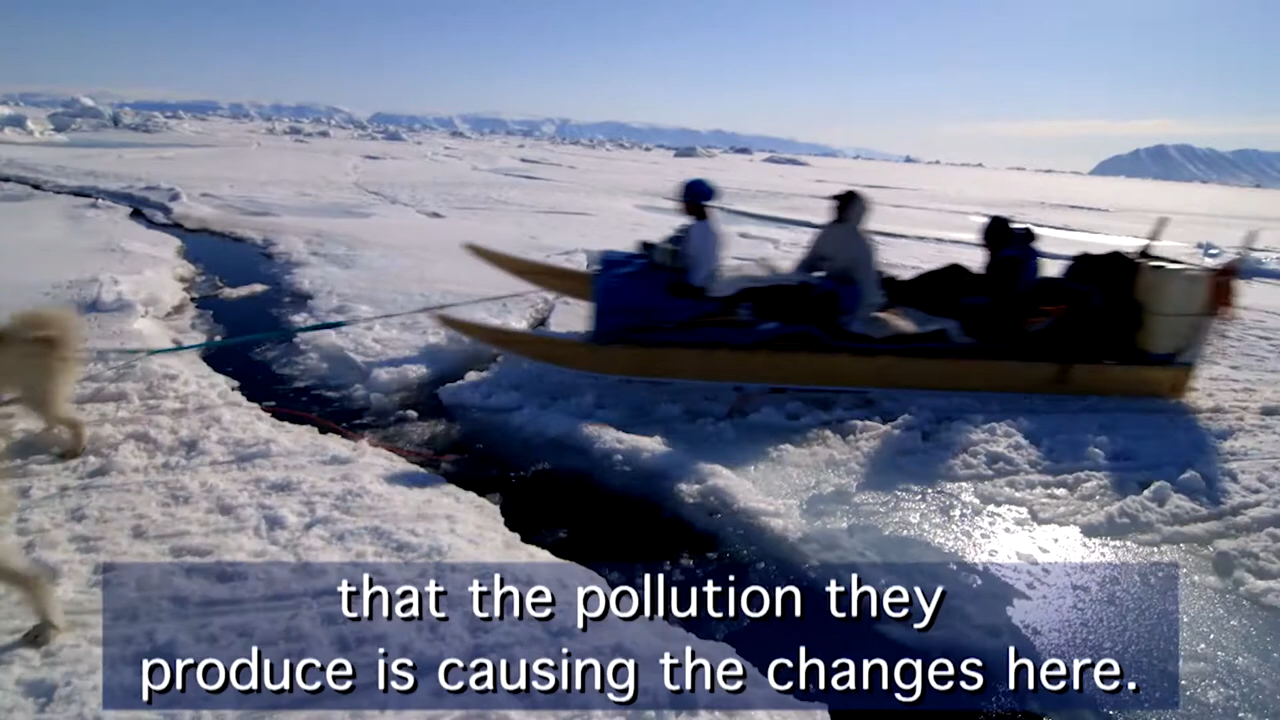 that the pollution they
produce is causing the changes here.